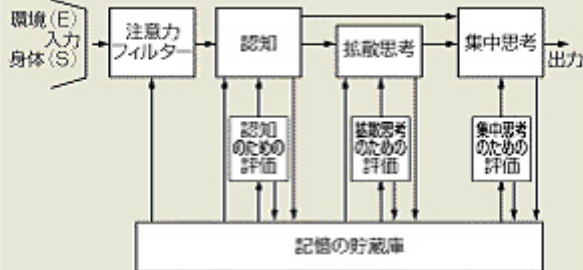 環境(E)
入力
身体(S)
注意力
フィルター
認知
拡散思考
集中思考
出力
認知
のための
評価
拡散思考
のための
評価
集中思考
のための
評価
記憶の貯蔵庫